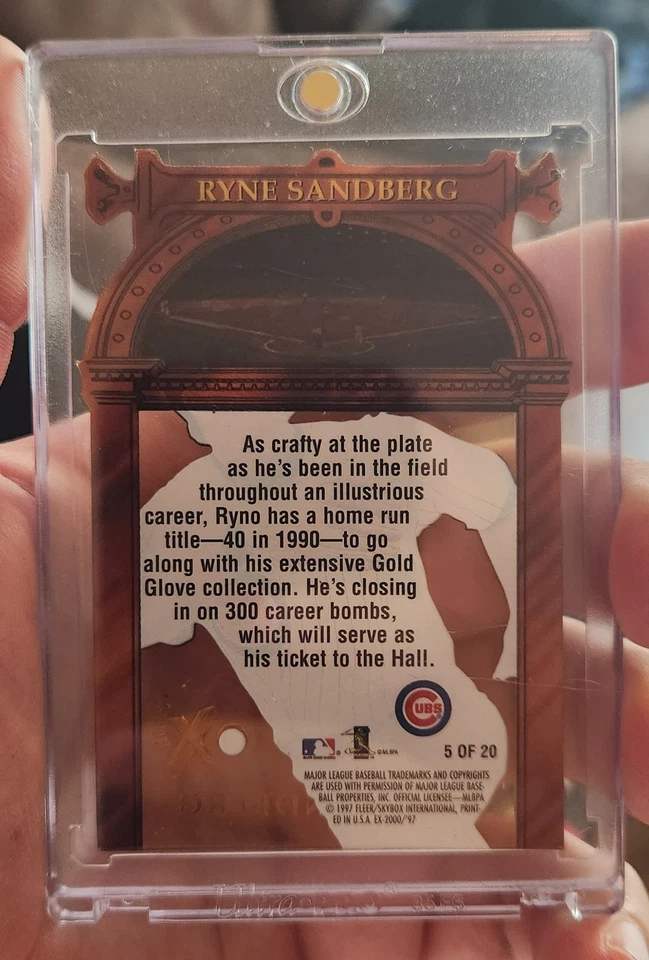 RYNE SANDBERG
As crafty at the plate
as he's been in the field
throughout an illustrious
career, Ryno has a home run
title—40 in 1990—to go
along with his extensive Gold
Glove collection. He's closing
in on 300 career bombs,
which will serve as
his ticket to the Hall.
CUBS
©MLBPA
5 OF 20
MAJOR LEAGUE BASEBALL TRADEMARKS AND COPYRIGHTS
ARE USED WITH PERMISSION OF MAJOR LEAGUE BASE-
BALL PROPERTIES, INC. OFFICIAL LICENSEE—MLBPA
© 1997 FLEER/SKYBOX INTERNATIONAL, PRINT-
ED IN U.S.A. EX-2000/'97